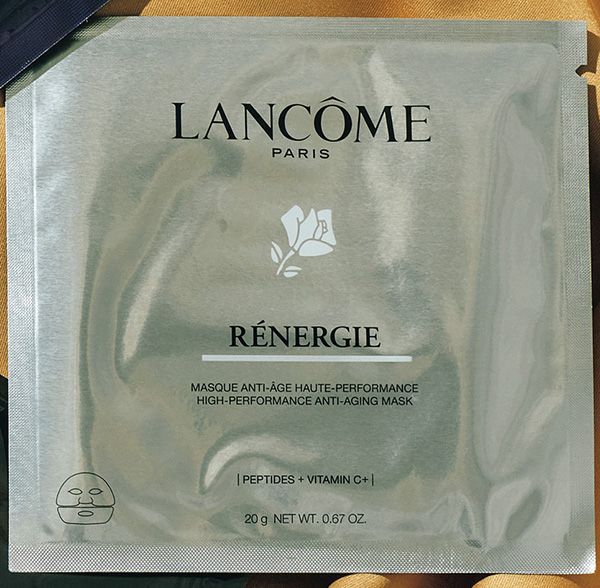 LANCÔME
PARIS
RÉNERGIE
MASQUE ANTI-ÂGE HAUTE-PERFORMANCE
HIGH-PERFORMANCE ANTI-AGING MASK
| PEPTIDES + VITAMIN C+ |
20 g NET WT. 0.67 OZ.